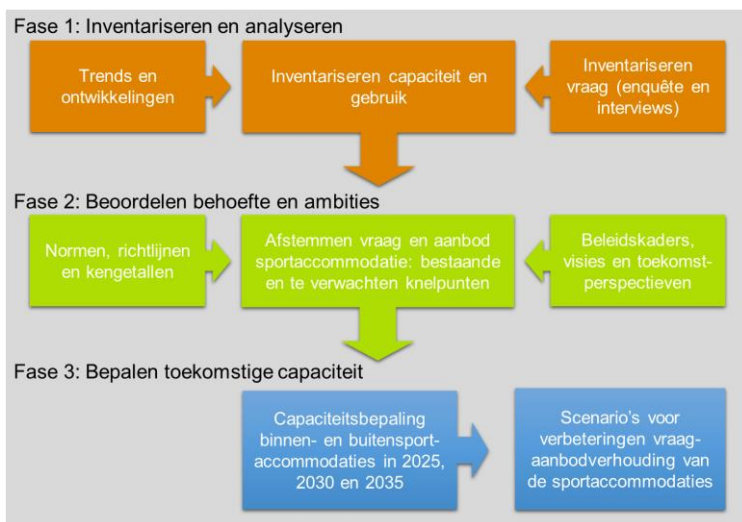 Fase 1: Inventariseren en analyseren
Trends en
ontwikkelingen
Inventariseren capaciteit en
gebruik
Inventariseren
vraag (enquête en
interviews)
Fase 2: Beoordelen behoefte en ambities
Normen, richtlijnen
en kengetallen
Afstemmen vraag en aanbod
sportaccommodatie: bestaande
en te verwachten knelpunten
Beleidskaders,
visies en toekomst-
perspectieven
Fase 3: Bepalen toekomstige capaciteit
Capaciteitsbepaling
binnen- en buitensport-
accommodaties in 2025,
2030 en 2035
Scenario's voor
verbeteringen vraag-
aanbodverhouding van
de sportaccommodaties